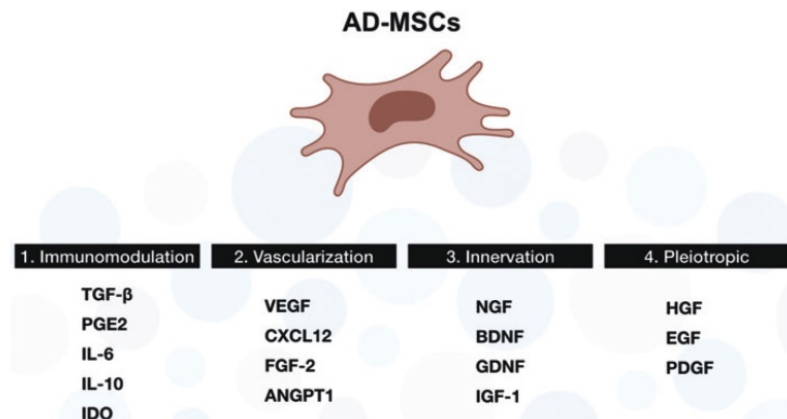 AD-MSCs
1. Immunomodulation
TGF-β
PGE2
IL-6
IL-10
IDO
2. Vascularization
VEGF
CXCL12
FGF-2
ANGPT1
3. Innervation
NGF
BDNF
GDNF
IGF-1
4. Pleiotropic
HGF
EGF
PDGF